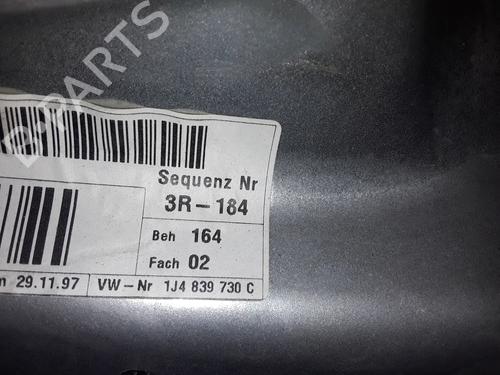 B-PARTS
Sequenz Nr
3R-184
Beh 164
Fach 02
29.11.97 VW-Nr 1J4 839 730 C